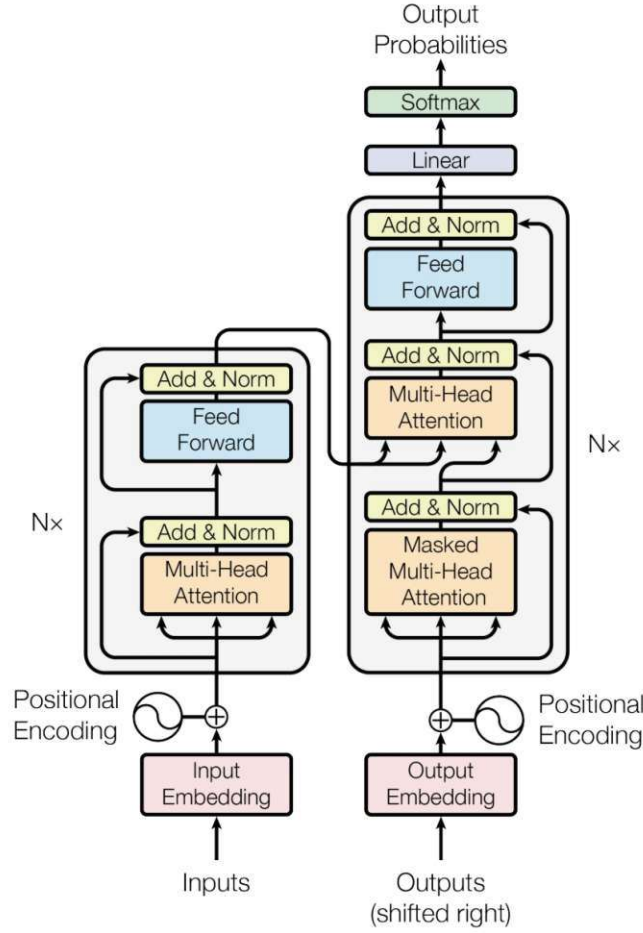 Output
Probabilities
Softmax
Linear
Add & Norm
Feed
Forward
Add & Norm
Multi-Head
Attention
Add & Norm
Masked
Multi-Head
Attention
Nx
Positional
Encoding
Output
Embedding
Outputs
(shifted right)
Add & Norm
Feed
Forward
Add & Norm
Multi-Head
Attention
Nx
Positional
Encoding
Input
Embedding
Inputs